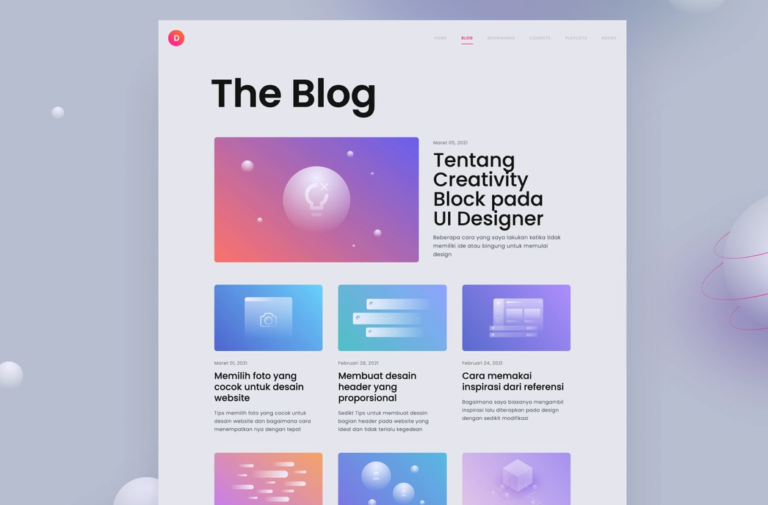 D
HOME BLOG PLAYLISTS
The Blog
Maret 05, 2021
Tentang
Creativity
Block pada
UI Designer
Beberapa cara yang saya lakukan ketika tidak
memiliki ide atau bingung untuk memulai
design
Maret 01, 2021
Memilih foto yang
cocok untuk desain
website
Tips memilih foto yang cocok untuk
desain website dan bagaimana cara
menempatkan nya dengan tepat
Februari 28, 2021
Membuat desain
header yang
proporsional
Sedikit Tips untuk membuat desain
bagian header pada website yang
ideal dan tidak terlalu kegedean
Februari 24, 2021
Cara memakai
inspirasi dari referensi
Bagaimana saya biasanya mengambil
inspirasi lalu diterapkan pada design
dengan sedikit modifikasi